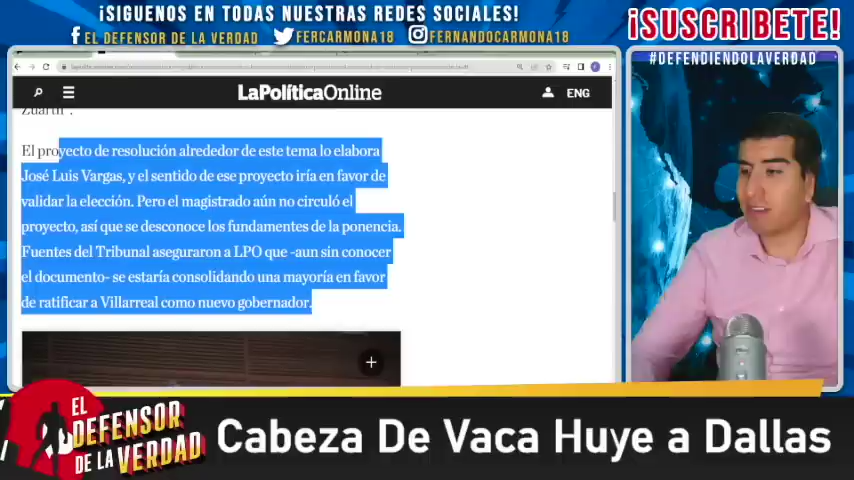 ¡SIGUENOS EN TODAS NUESTRAS REDES SOCIALES!
EL DEFENSOR DE LA VERDAD
FERCARMONA18
FERNANDOCARMONA18
¡SUSCRIBETE!
#DEFENDIENDOLAVERDAD
LaPolíticaOnline
ENG
Zuarth".
El proyecto de resolución alrededor de este tema lo elabora
José Luis Vargas, y el sentido de ese proyecto iría en favor de
validar la elección. Pero el magistrado aún no circuló el
proyecto, así que se desconoce los fundamentes de la ponencia.
Fuentes del Tribunal aseguraron a LPO que -aun sin conocer
el documento- se estaría consolidando una mayoría en favor
de ratificar a Villarreal como nuevo gobernador.
EL
DEFENSOR
DE LA VERDAD
Cabeza De Vaca Huye a Dallas